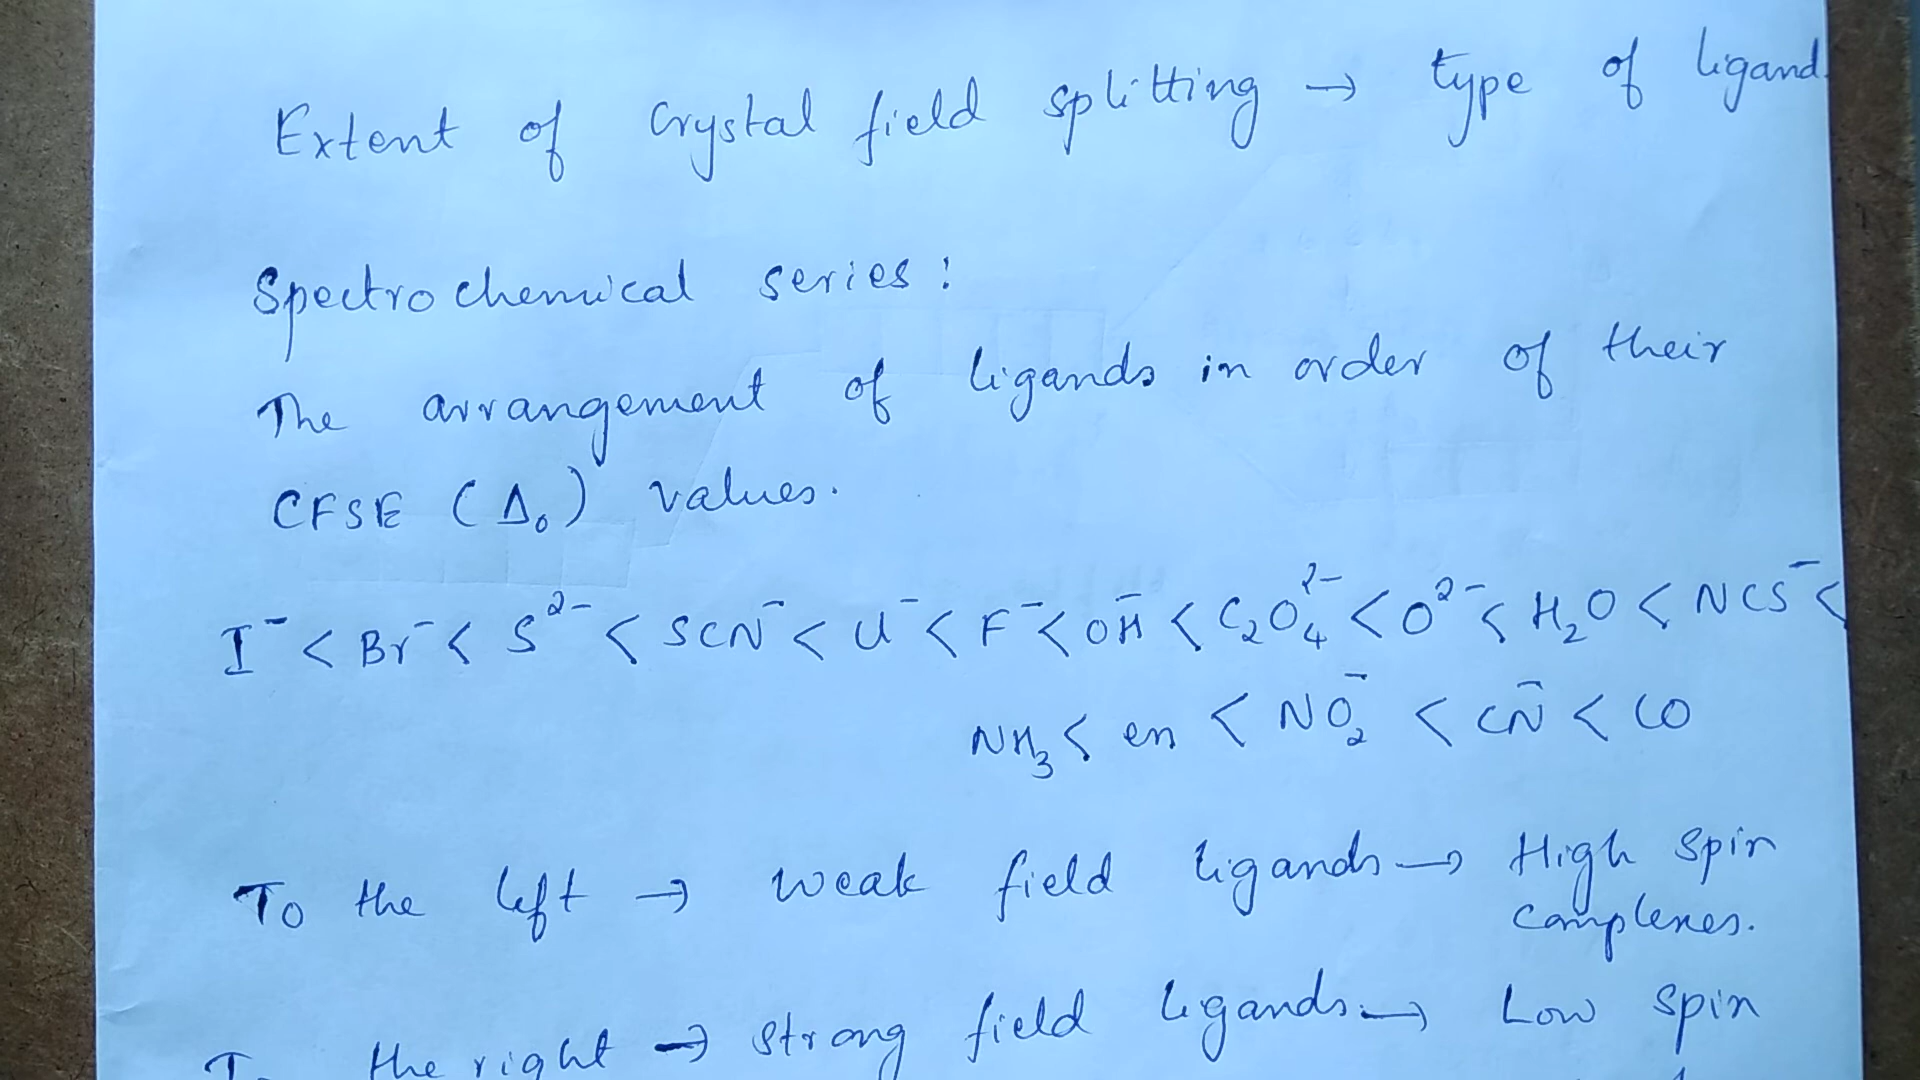 Extent of Crystal field splitting → type of ligand.
Spectrochemical series :
The arrangement of ligands in order of their
CFSE (Δ₀) values.
I⁻ < Br⁻ < S²⁻ < SCN⁻ < Cl⁻ < F⁻ < OH⁻ < C₂O₄²⁻ < O²⁻ < H₂O < NCS⁻ <
NH₃ < en < NO₂⁻ < CN⁻ < CO
To the left → weak field ligands → High spin
complexes.
the right → strong field ligands → Low spin